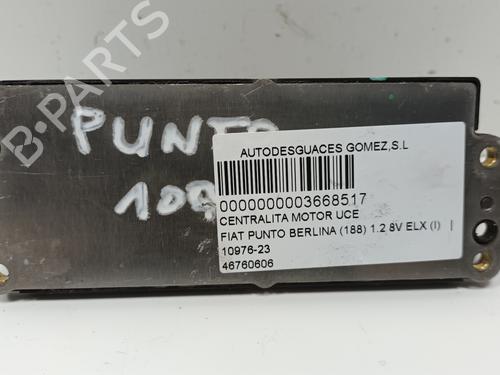 B-PARTS
PUNTO
AUTODESGUACES GOMEZ,S.L
0000000003668517
CENTRALITA MOTOR UCE
FIAT PUNTO BERLINA (188) 1.2 8V ELX (I) |
10976-23
46760606